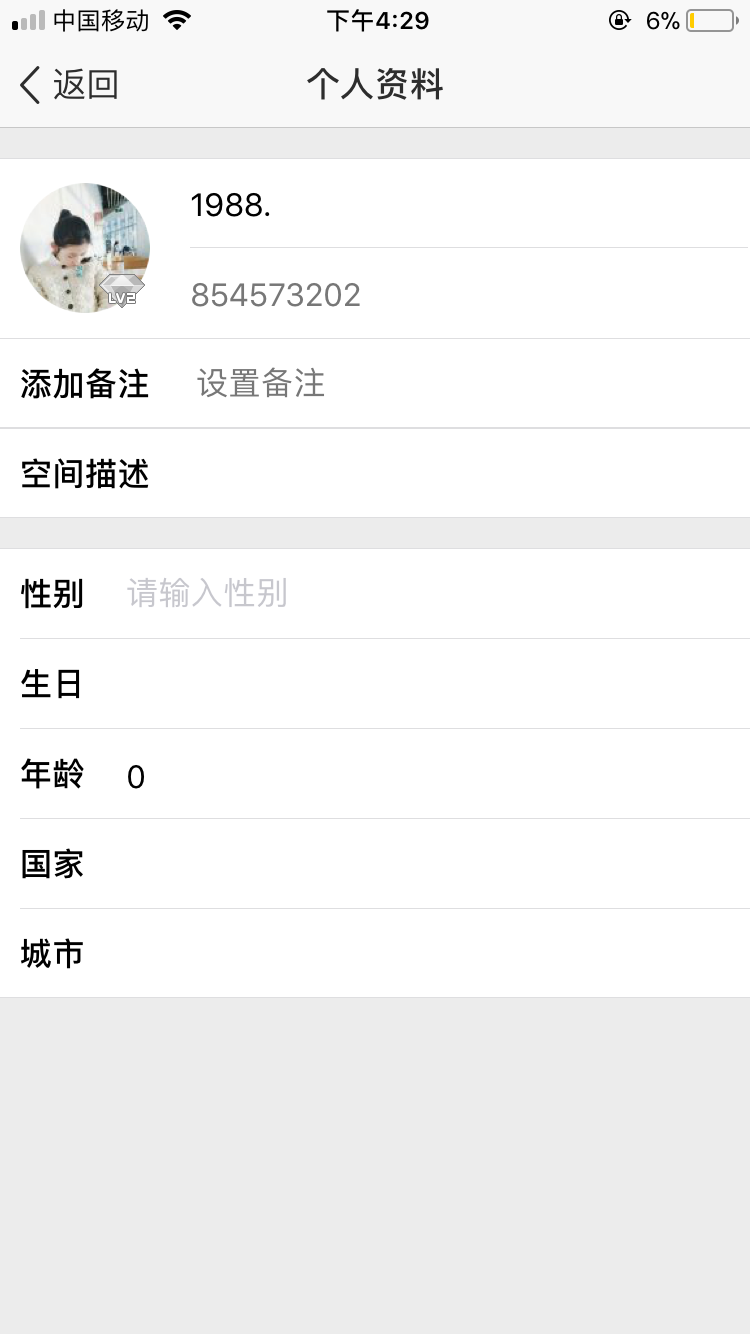 中国移动 下午4:29 6%
返回 个人资料
1988.
LV2
854573202
添加备注 设置备注
空间描述
性别 请输入性别
生日
年龄 0
国家
城市